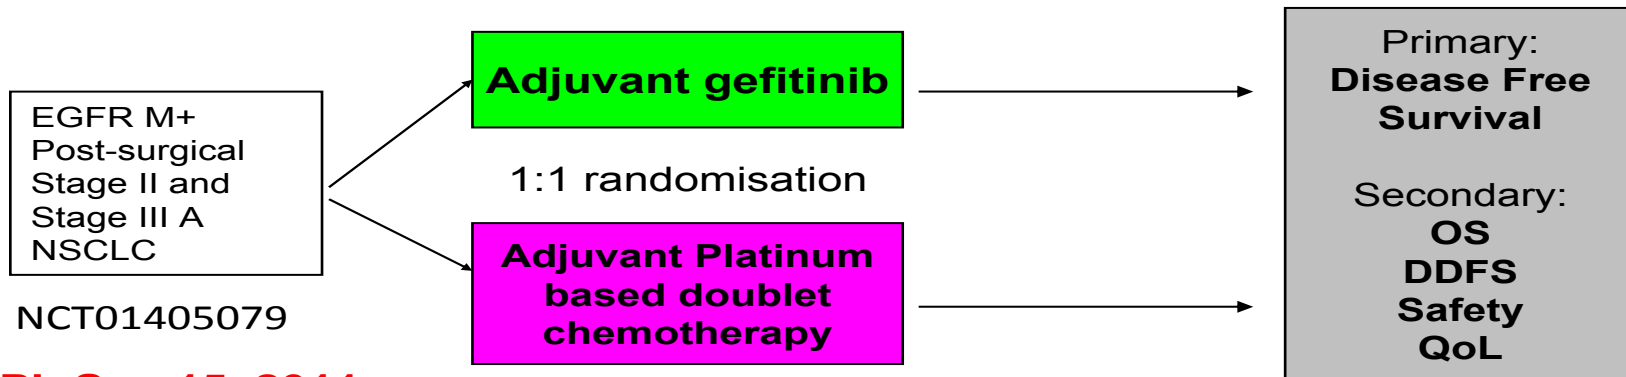 EGFR M+
Post-surgical
Stage II and
Stage III A
NSCLC
NCT01405079
Adjuvant gefitinib
1:1 randomisation
Adjuvant Platinum
based doublet
chemotherapy
Primary:
Disease Free
Survival
Secondary:
OS
DDFS
Safety
QoL